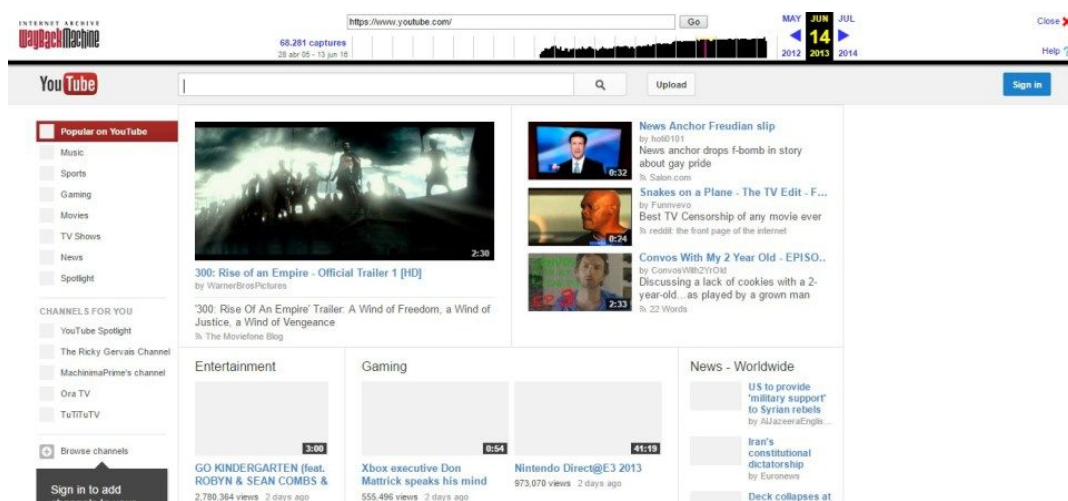 INTERNET ARCHIVE
WayBackMachine
https://www.youtube.com/
Go
68.281 captures
28 abr 05 - 13 jun 16
MAY JUN JUL
14
2012 2013 2014
Close
Help ?
YouTube
Upload
Sign in
Popular on YouTube
Music
Sports
Gaming
Movies
TV Shows
News
Spotlight
CHANNELS FOR YOU
YouTube Spotlight
The Ricky Gervais Channel
MachinimaPrime's channel
Ora TV
TuTiTuTV
Browse channels
Sign in to add
2:30
300: Rise of an Empire - Official Trailer 1 [HD]
by WarnerBrosPictures
'300: Rise Of An Empire' Trailer: A Wind of Freedom, a Wind of
Justice, a Wind of Vengeance
The Moviefone Blog
0:32
News Anchor Freudian slip
by hoti0101
News anchor drops f-bomb in story
about gay pride
Salon.com
0:24
Snakes on a Plane - The TV Edit - F...
by Funnvevo
Best TV Censorship of any movie ever
reddit: the front page of the internet
2:33
Convos With My 2 Year Old - EPISO..
by ConvosWith2YrOld
Discussing a lack of cookies with a 2-
year-old...as played by a grown man
22 Words
Entertainment
3:00
GO KINDERGARTEN (feat.
ROBYN & SEAN COMBS &
2,780,364 views 2 days ago
Gaming
0:54
Xbox executive Don
Mattrick speaks his mind
555,496 views 2 days ago
41:19
Nintendo Direct@E3 2013
973,070 views 2 days ago
News - Worldwide
US to provide
'military support'
to Syrian rebels
by AlJazeeraEnglis...
Iran's
constitutional
dictatorship
by Euronews
Deck collapses at